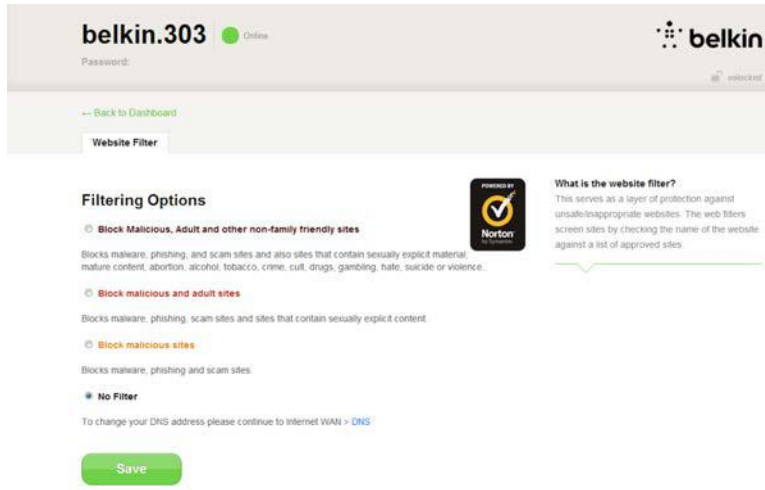 belkin.303 Online
belkin
Password:
unlocked
← Back to Dashboard
Website Filter
Filtering Options
Block Malicious, Adult and other non-family friendly sites
Blocks malware, phishing, and scam sites and also sites that contain sexually explicit material,
mature content, abortion, alcohol, tobacco, crime, cult, drugs, gambling, hate, suicide or violence.
Block malicious and adult sites
Blocks malware, phishing, scam sites and sites that contain sexually explicit content.
Block malicious sites
Blocks malware, phishing and scam sites.
No Filter
To change your DNS address please continue to Internet WAN > DNS
Save
POWERED BY
Norton
by Symantec
What is the website filter?
This serves as a layer of protection against
unsafe/inappropriate websites. The web filters
screen sites by checking the name of the website
against a list of approved sites.